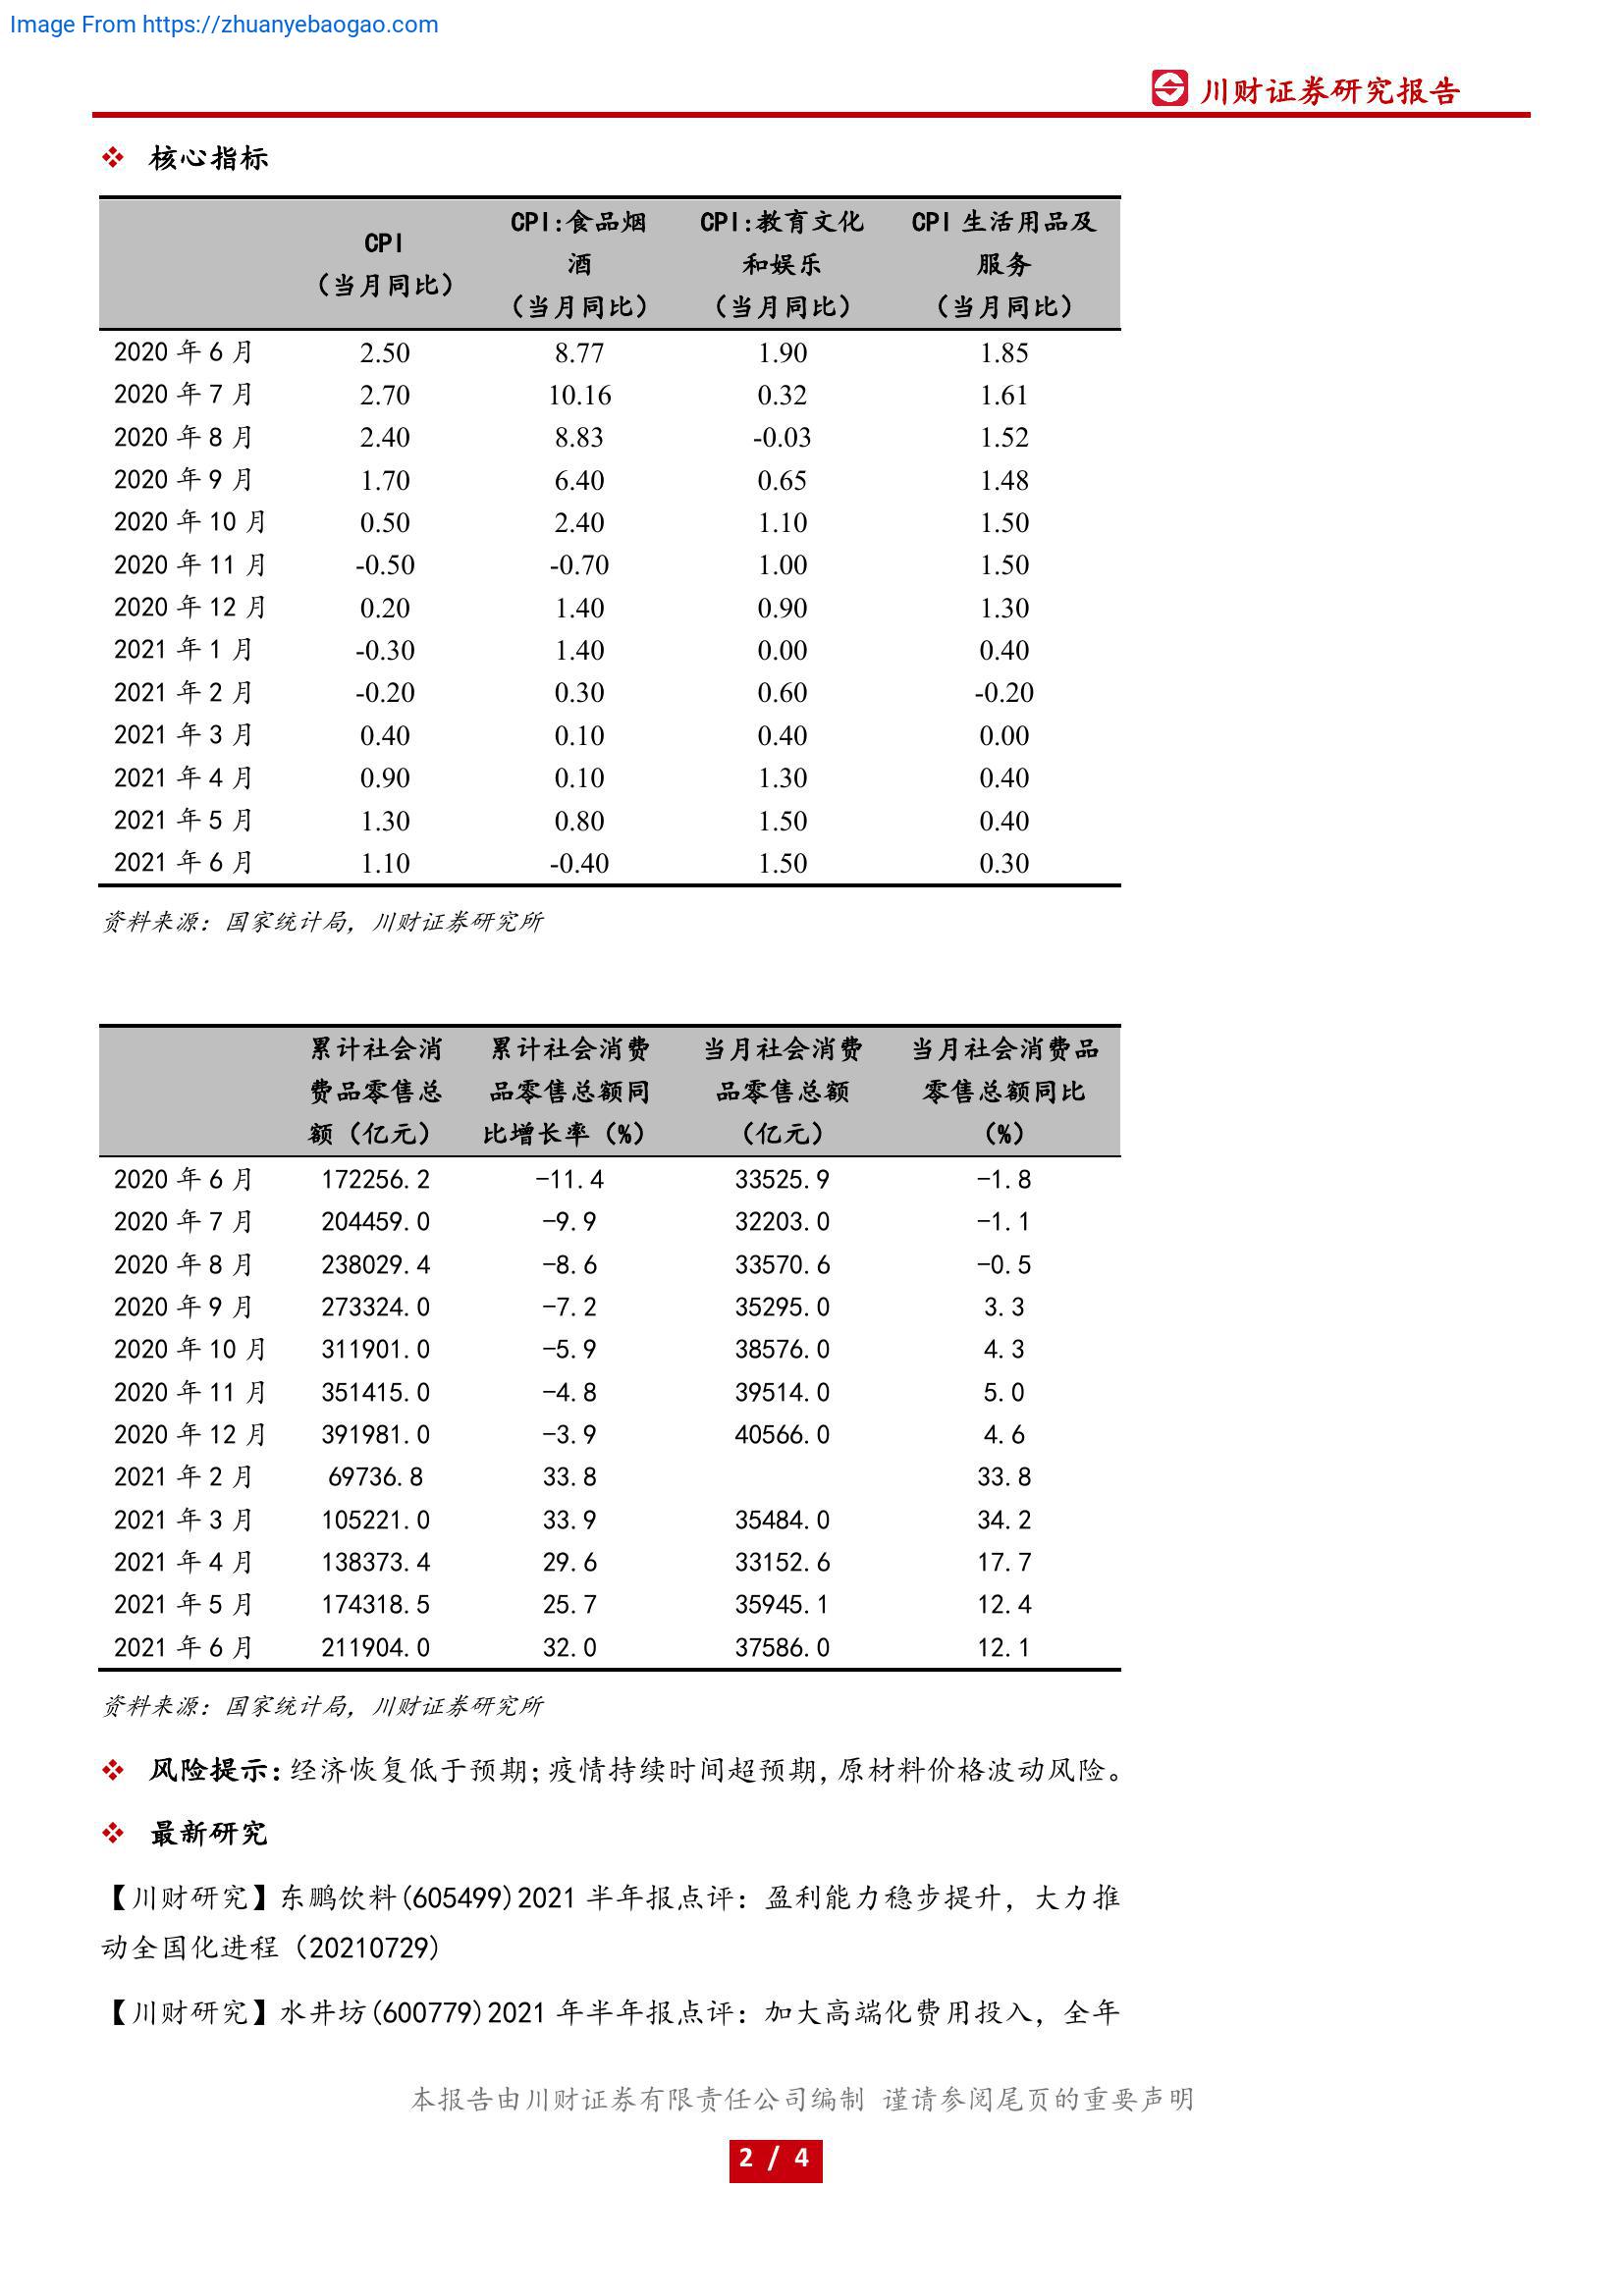 Image From https://zhuanyebaogao.com
川财证券研究报告
❖ 核心指标
CPI
（当月同比）
CPI:食品烟
酒
（当月同比）
CPI:教育文化
和娱乐
（当月同比）
CPI 生活用品及
服务
（当月同比）
2020 年 6 月 2.50 8.77 1.90 1.85
2020 年 7 月 2.70 10.16 0.32 1.61
2020 年 8 月 2.40 8.83 -0.03 1.52
2020 年 9 月 1.70 6.40 0.65 1.48
2020 年 10 月 0.50 2.40 1.10 1.50
2020 年 11 月 -0.50 -0.70 1.00 1.50
2020 年 12 月 0.20 1.40 0.90 1.30
2021 年 1 月 -0.30 1.40 0.00 0.40
2021 年 2 月 -0.20 0.30 0.60 -0.20
2021 年 3 月 0.40 0.10 0.40 0.00
2021 年 4 月 0.90 0.10 1.30 0.40
2021 年 5 月 1.30 0.80 1.50 0.40
2021 年 6 月 1.10 -0.40 1.50 0.30
资料来源：国家统计局，川财证券研究所
累计社会消
费品零售总
额（亿元）
累计社会消费
品零售总额同
比增长率（%）
当月社会消费
品零售总额
（亿元）
当月社会消费品
零售总额同比
（%）
2020 年 6 月 172256.2 -11.4 33525.9 -1.8
2020 年 7 月 204459.0 -9.9 32203.0 -1.1
2020 年 8 月 238029.4 -8.6 33570.6 -0.5
2020 年 9 月 273324.0 -7.2 35295.0 3.3
2020 年 10 月 311901.0 -5.9 38576.0 4.3
2020 年 11 月 351415.0 -4.8 39514.0 5.0
2020 年 12 月 391981.0 -3.9 40566.0 4.6
2021 年 2 月 69736.8 33.8 33.8
2021 年 3 月 105221.0 33.9 35484.0 34.2
2021 年 4 月 138373.4 29.6 33152.6 17.7
2021 年 5 月 174318.5 25.7 35945.1 12.4
2021 年 6 月 211904.0 32.0 37586.0 12.1
资料来源：国家统计局，川财证券研究所
❖ 风险提示：经济恢复低于预期；疫情持续时间超预期，原材料价格波动风险。
❖ 最新研究
【川财研究】东鹏饮料(605499)2021 半年报点评：盈利能力稳步提升，大力推
动全国化进程（20210729）
【川财研究】水井坊(600779)2021 年半年报点评：加大高端化费用投入，全年
本报告由川财证券有限责任公司编制 谨请参阅尾页的重要声明
2 / 4